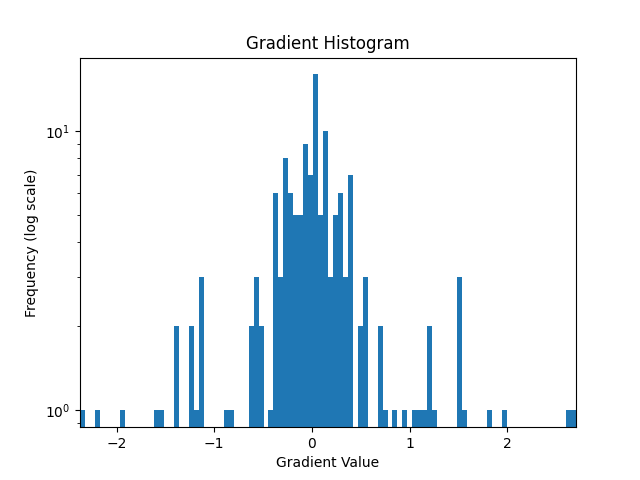 Gradient Histogram
Frequency (log scale)
10¹
10⁰
−2 −1 0 1 2
Gradient Value